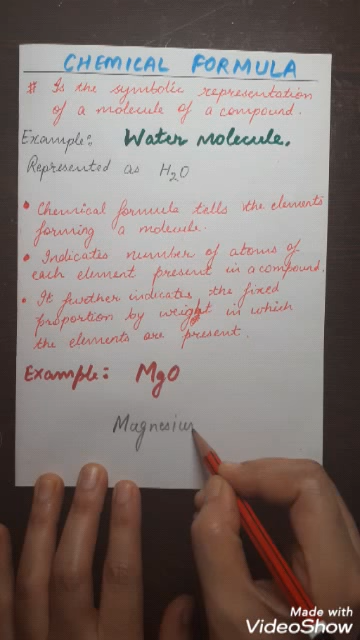 CHEMICAL FORMULA
# Is the symbolic representation
of a molecule of a compound.
Example:- Water Molecule.
Represented as H₂O
• Chemical formula tells the elements
forming a molecule.
• Indicates number of atoms of
each element present in a compound.
• It further indicates the fixed
proportion by weight in which
the elements are present.
Example: MgO
Magnesium
Made with
VideoShow